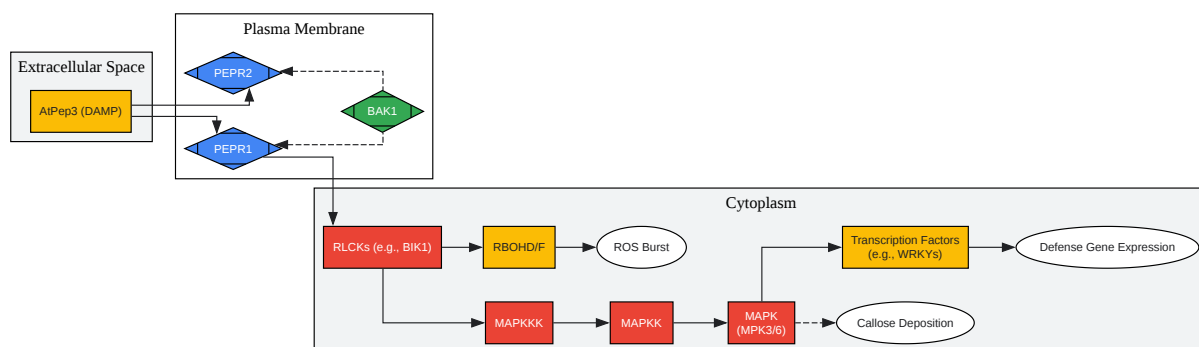 Plasma Membrane
Extracellular Space
PEPR2
AtPep3 (DAMP)
BAK1
PEPR1
Cytoplasm
RLCKs (e.g., BIK1)
RBOHD/F
ROS Burst
Transcription Factors
(e.g., WRKYs)
Defense Gene Expression
MAPKKK
MAPKK
MAPK
(MPK3/6)
Callose Deposition